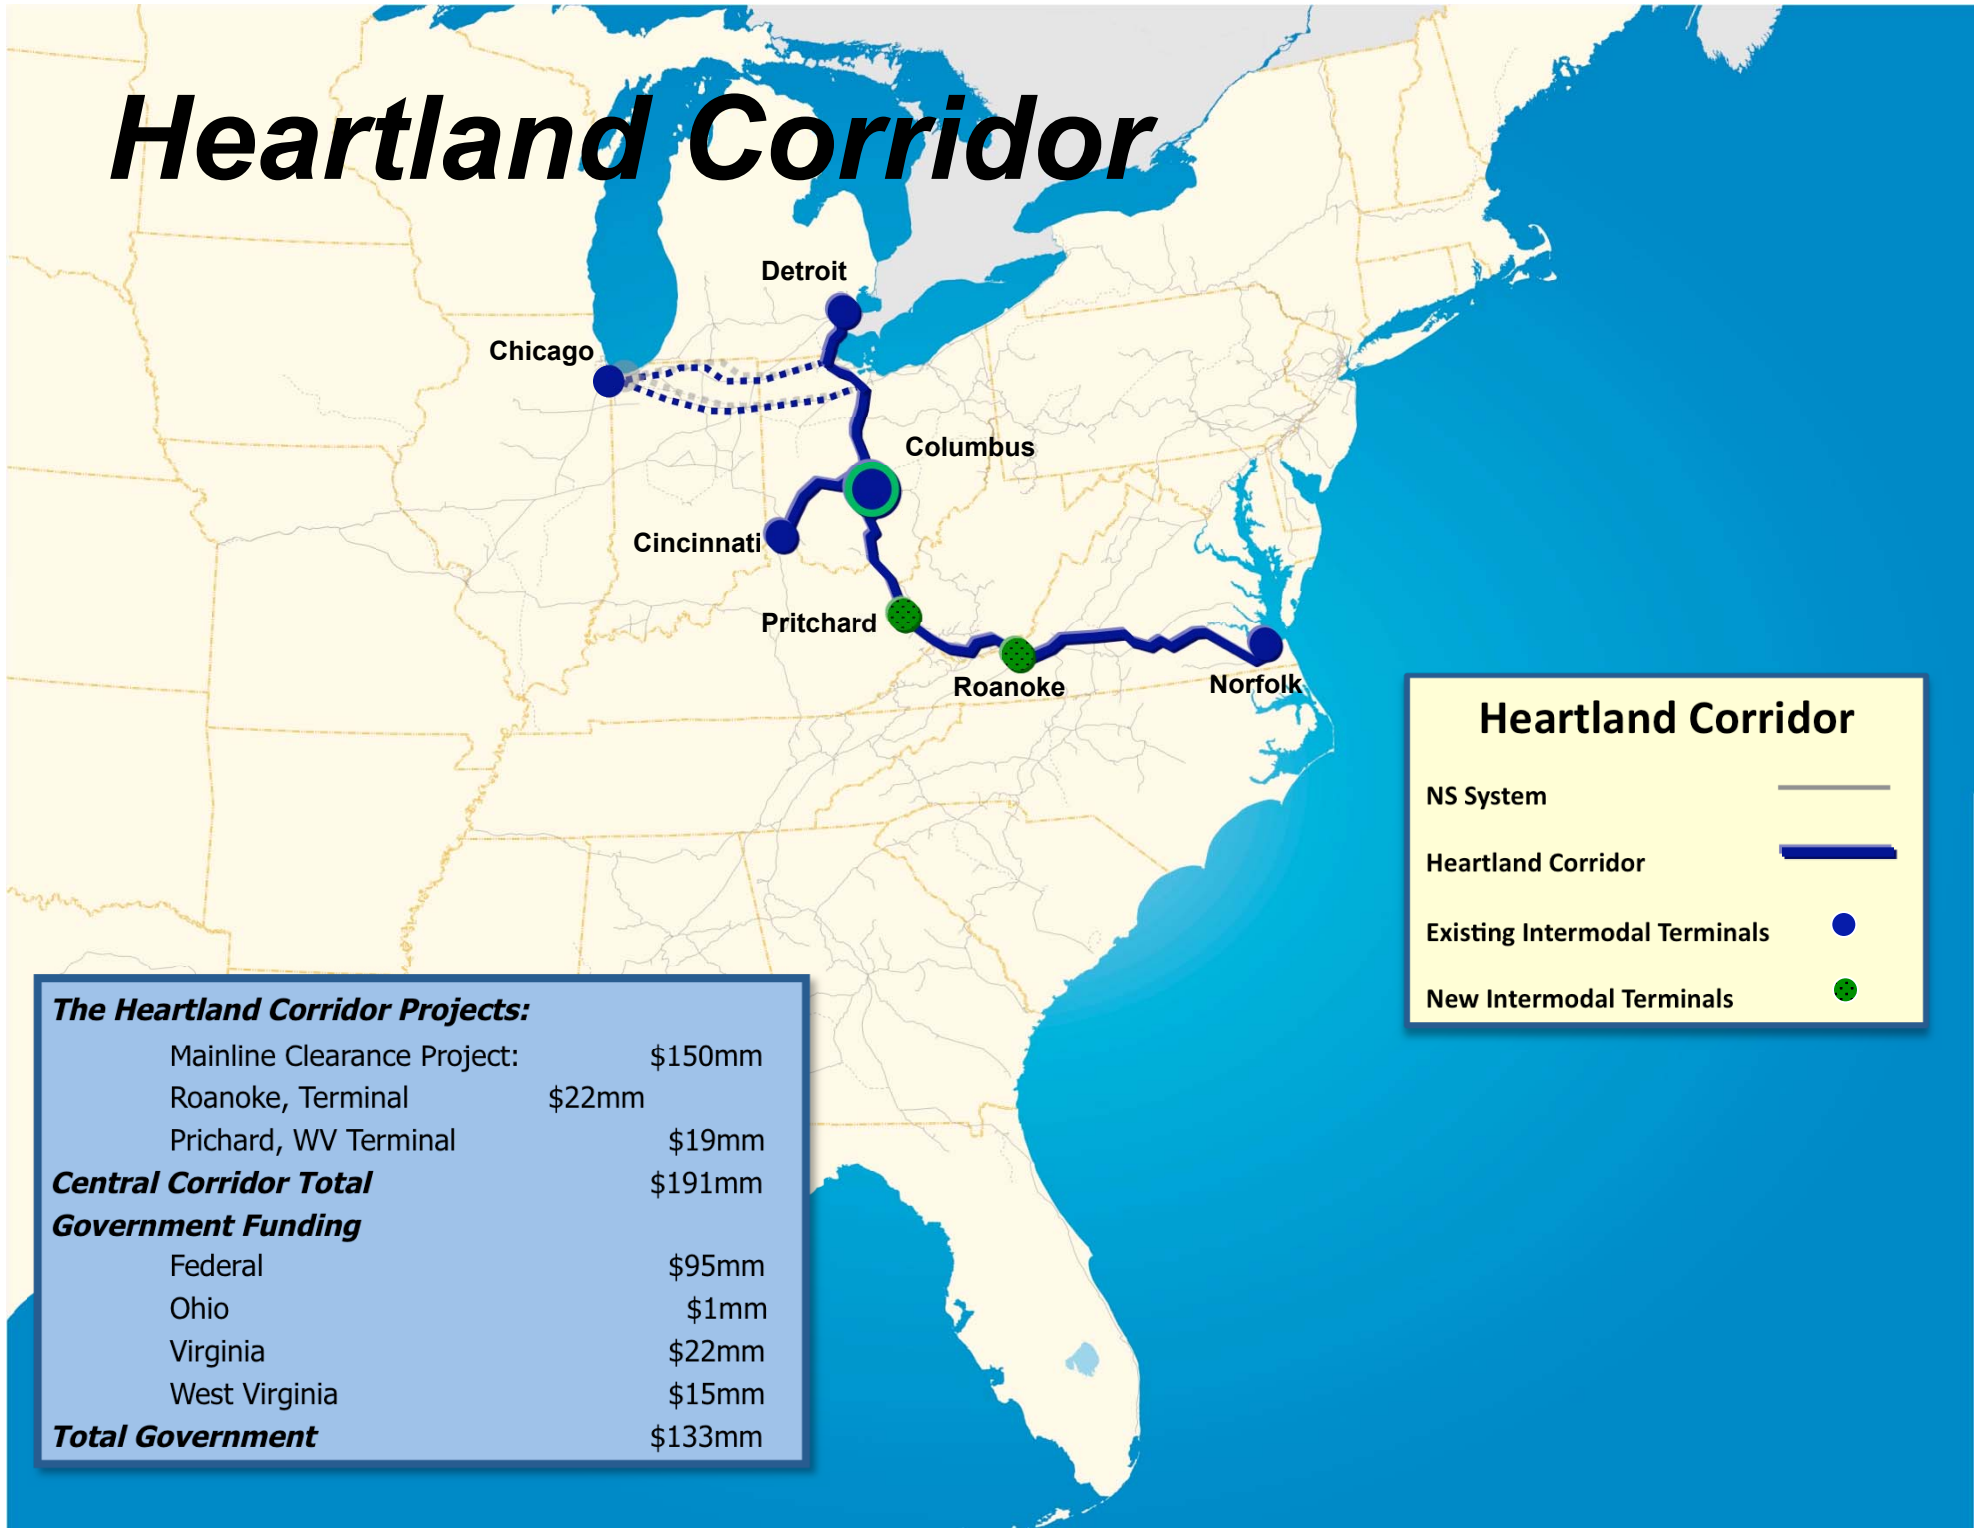 Heartland Corridor
Detroit
Chicago
Columbus
Cincinnati
Pritchard
Roanoke
Norfolk
Heartland Corridor
NS System
Heartland Corridor
Existing Intermodal Terminals
New Intermodal Terminals
The Heartland Corridor Projects:
Mainline Clearance Project: $150mm
Roanoke, Terminal $22mm
Prichard, WV Terminal $19mm
Central Corridor Total $191mm
Government Funding
Federal $95mm
Ohio $1mm
Virginia $22mm
West Virginia $15mm
Total Government $133mm